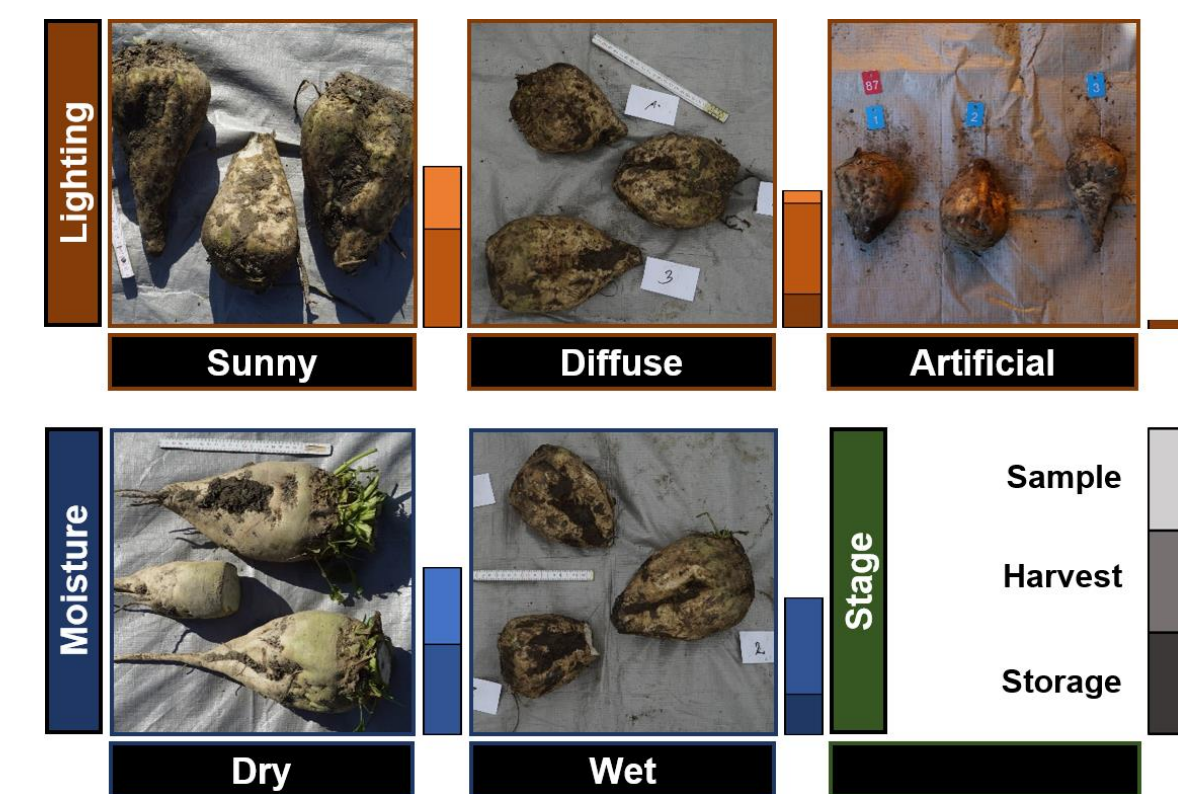 Lighting
A.
3
87
1
2
3
Sunny
Diffuse
Artificial
Moisture
2
Stage
Sample
Harvest
Storage
Dry
Wet